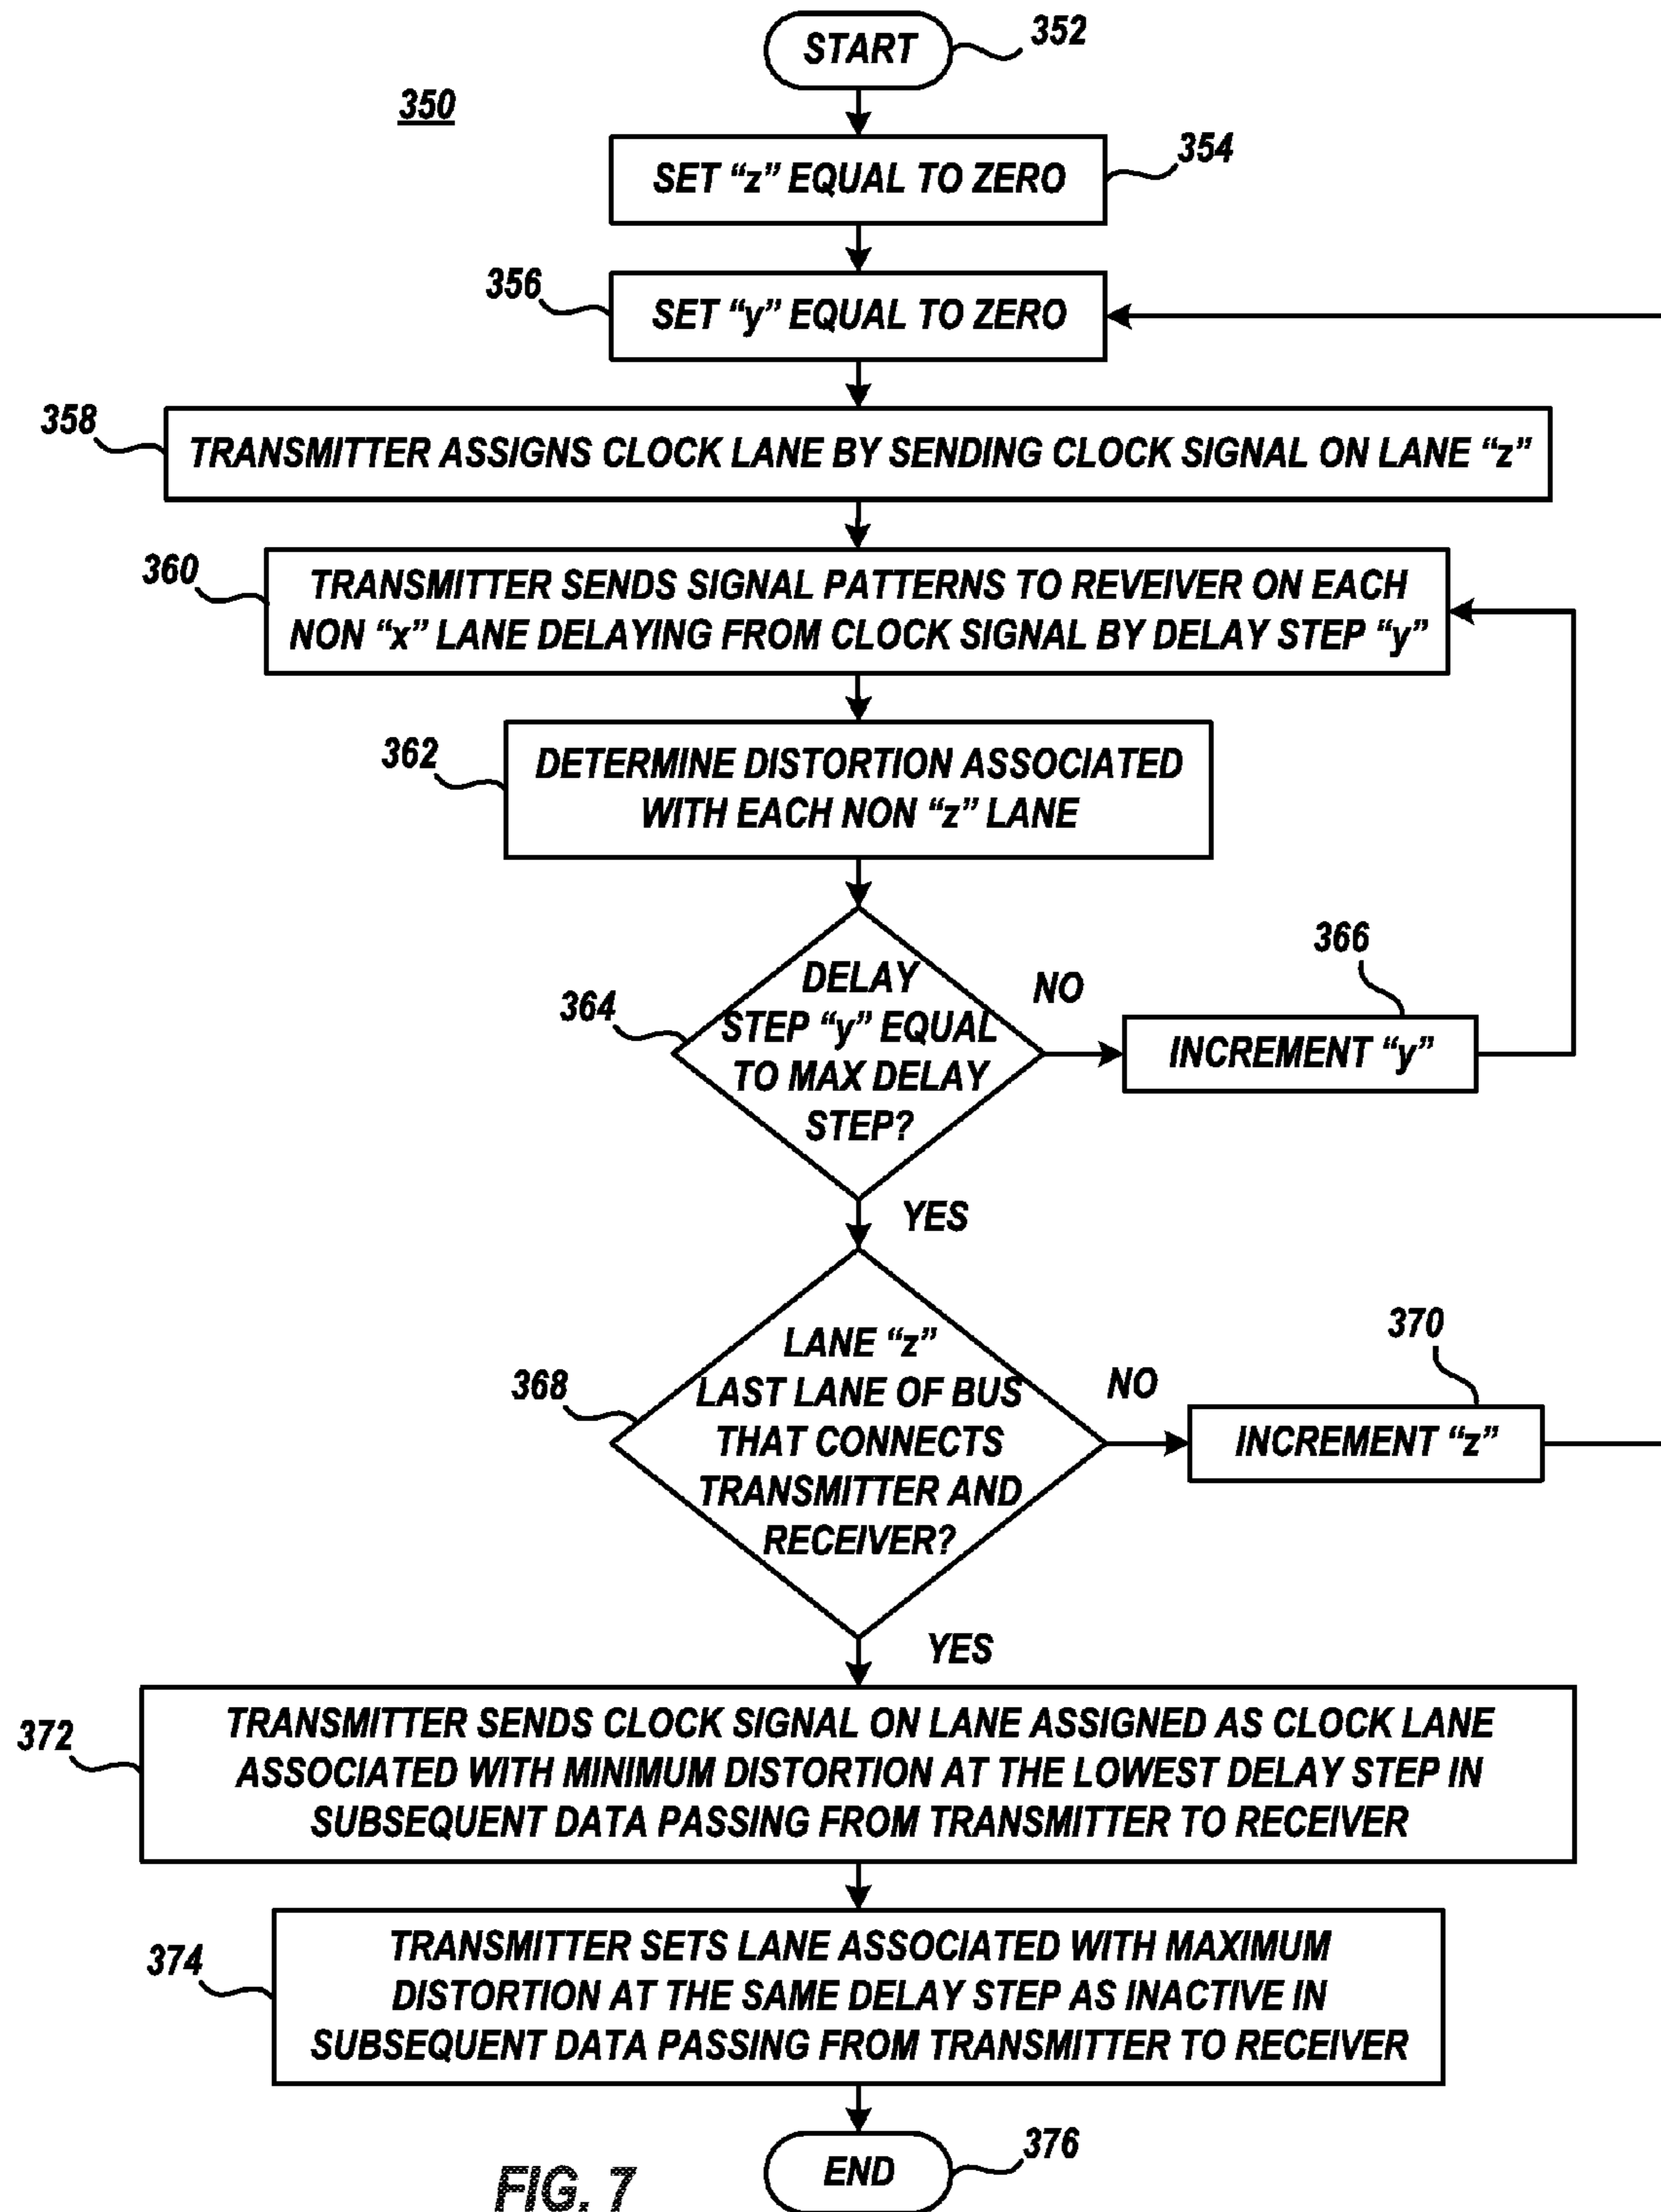 START
352
350
SET “z” EQUAL TO ZERO
354
356
SET “y” EQUAL TO ZERO
358
TRANSMITTER ASSIGNS CLOCK LANE BY SENDING CLOCK SIGNAL ON LANE “z”
360
TRANSMITTER SENDS SIGNAL PATTERNS TO REVEIVER ON EACH
NON “x” LANE DELAYING FROM CLOCK SIGNAL BY DELAY STEP “y”
362
DETERMINE DISTORTION ASSOCIATED
WITH EACH NON “z” LANE
364
DELAY
STEP “y” EQUAL
TO MAX DELAY
STEP?
NO
366
INCREMENT “y”
YES
368
LANE “z”
LAST LANE OF BUS
THAT CONNECTS
TRANSMITTER AND
RECEIVER?
NO
370
INCREMENT “z”
YES
372
TRANSMITTER SENDS CLOCK SIGNAL ON LANE ASSIGNED AS CLOCK LANE
ASSOCIATED WITH MINIMUM DISTORTION AT THE LOWEST DELAY STEP IN
SUBSEQUENT DATA PASSING FROM TRANSMITTER TO RECEIVER
374
TRANSMITTER SETS LANE ASSOCIATED WITH MAXIMUM
DISTORTION AT THE SAME DELAY STEP AS INACTIVE IN
SUBSEQUENT DATA PASSING FROM TRANSMITTER TO RECEIVER
END
376
FIG. 7